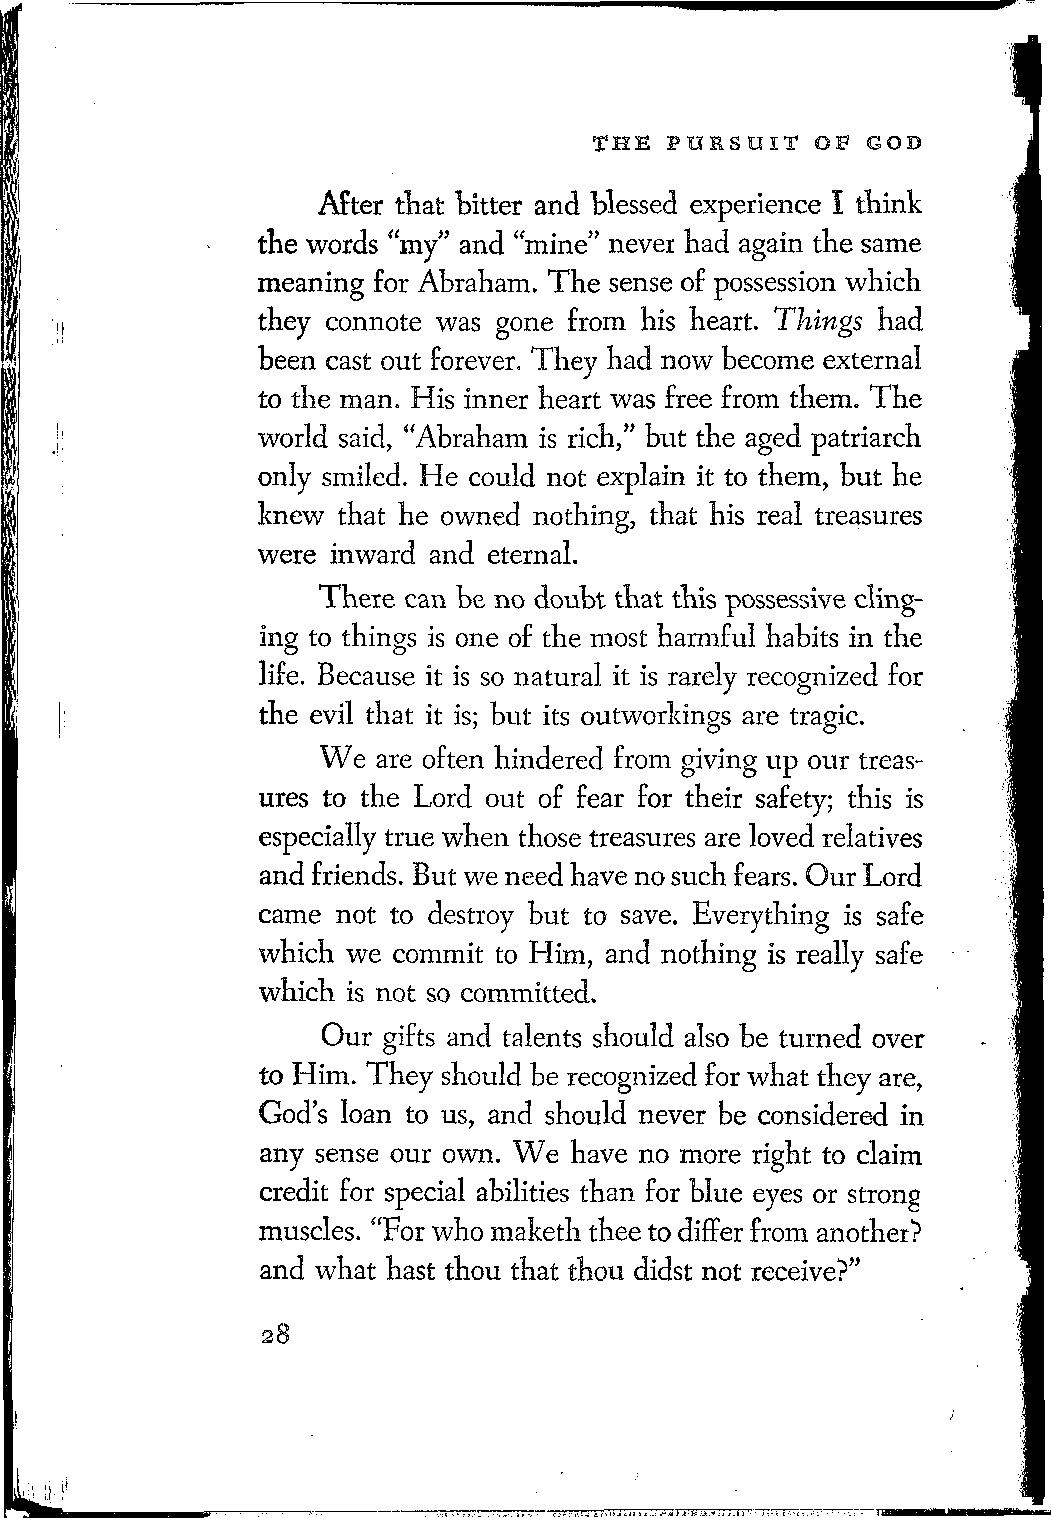 THE PURSUIT OF GOD
After that bitter and blessed experience I think
the words “my” and “mine” never had again the same
meaning for Abraham. The sense of possession which
they connote was gone from his heart. Things had
been cast out forever. They had now become external
to the man. His inner heart was free from them. The
world said, “Abraham is rich,” but the aged patriarch
only smiled. He could not explain it to them, but he
knew that he owned nothing, that his real treasures
were inward and eternal.
There can be no doubt that this possessive cling-
ing to things is one of the most harmful habits in the
life. Because it is so natural it is rarely recognized for
the evil that it is; but its outworkings are tragic.
We are often hindered from giving up our treas-
ures to the Lord out of fear for their safety; this is
especially true when those treasures are loved relatives
and friends. But we need have no such fears. Our Lord
came not to destroy but to save. Everything is safe
which we commit to Him, and nothing is really safe
which is not so committed.
Our gifts and talents should also be turned over
to Him. They should be recognized for what they are,
God’s loan to us, and should never be considered in
any sense our own. We have no more right to claim
credit for special abilities than for blue eyes or strong
muscles. “For who maketh thee to differ from another?
and what hast thou that thou didst not receive?”
28